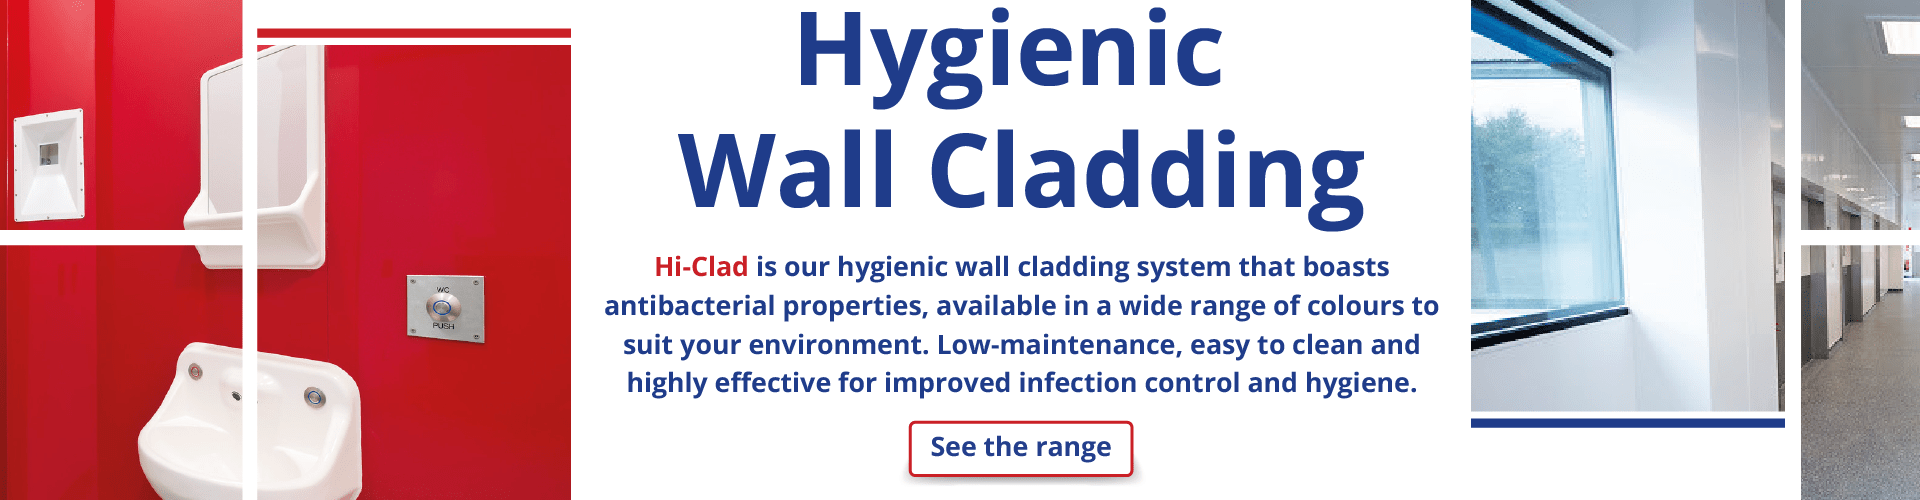 Hygienic
Wall Cladding
Hi-Clad is our hygienic wall cladding system that boasts
antibacterial properties, available in a wide range of colours to
suit your environment. Low-maintenance, easy to clean and
highly effective for improved infection control and hygiene.
See the range
WC
PUSH